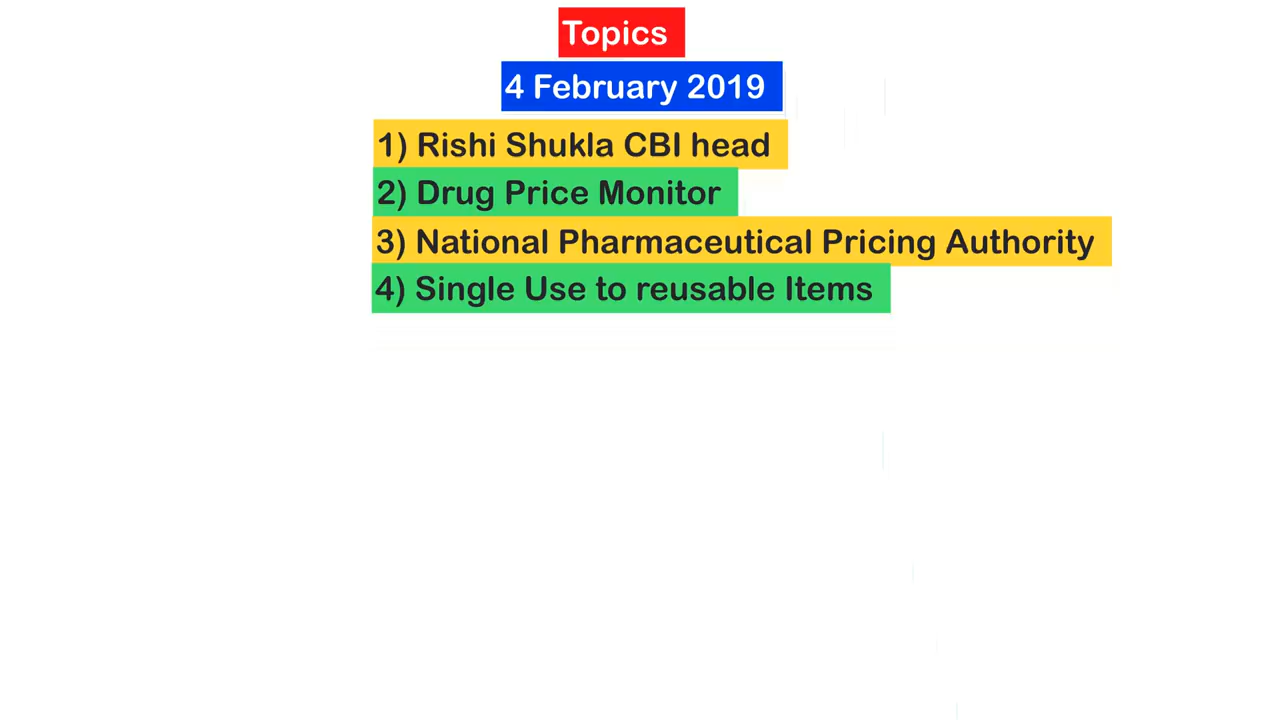 Topics
4 February 2019
1) Rishi Shukla CBI head
2) Drug Price Monitor
3) National Pharmaceutical Pricing Authority
4) Single Use to reusable Items